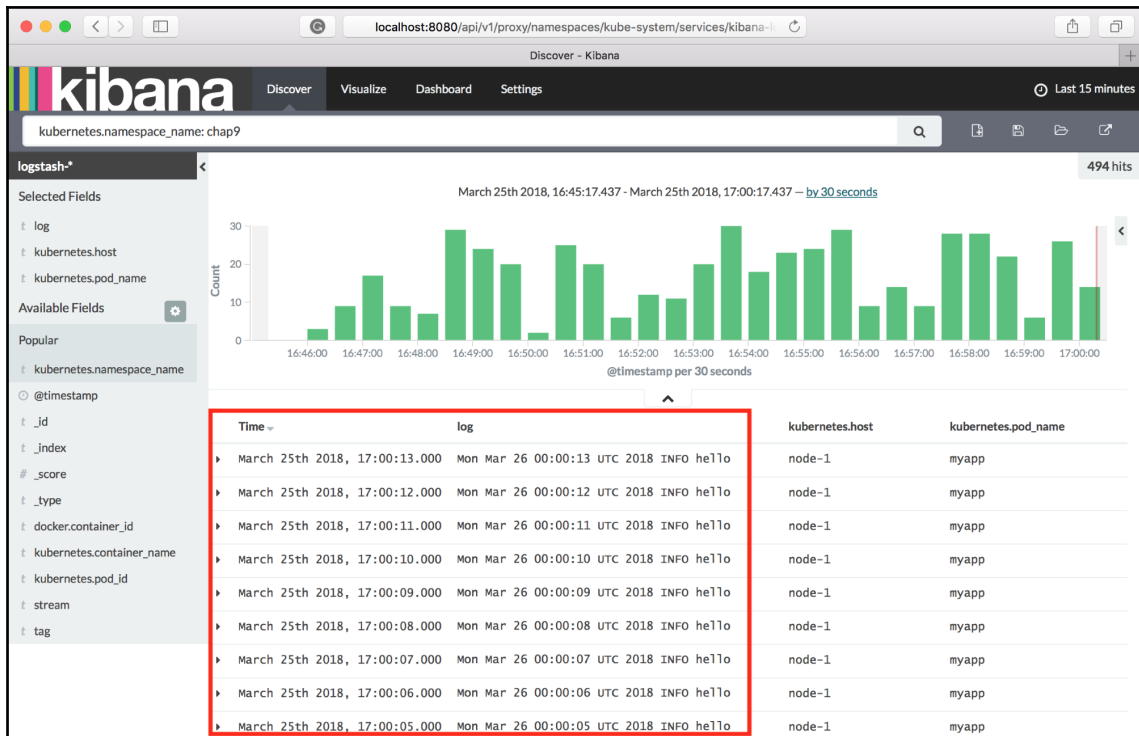 localhost:8080/api/v1/proxy/namespaces/kube-system/services/kibana-l
Discover - Kibana
kibana Discover Visualize Dashboard Settings Last 15 minutes
kubernetes.namespace_name: chap9
logstash-* 494 hits
Selected Fields
t log
t kubernetes.host
t kubernetes.pod_name
Available Fields
Popular
t kubernetes.namespace_name
@timestamp
t _id
t _index
# _score
t _type
t docker.container_id
t kubernetes.container_name
t kubernetes.pod_id
t stream
t tag
March 25th 2018, 16:45:17.437 - March 25th 2018, 17:00:17.437 — by 30 seconds
Count
30
20
10
0
16:46:00 16:47:00 16:48:00 16:49:00 16:50:00 16:51:00 16:52:00 16:53:00 16:54:00 16:55:00 16:56:00 16:57:00 16:58:00 16:59:00 17:00:00
@timestamp per 30 seconds
Time log kubernetes.host kubernetes.pod_name
March 25th 2018, 17:00:13.000 Mon Mar 26 00:00:13 UTC 2018 INFO hello node-1 myapp
March 25th 2018, 17:00:12.000 Mon Mar 26 00:00:12 UTC 2018 INFO hello node-1 myapp
March 25th 2018, 17:00:11.000 Mon Mar 26 00:00:11 UTC 2018 INFO hello node-1 myapp
March 25th 2018, 17:00:10.000 Mon Mar 26 00:00:10 UTC 2018 INFO hello node-1 myapp
March 25th 2018, 17:00:09.000 Mon Mar 26 00:00:09 UTC 2018 INFO hello node-1 myapp
March 25th 2018, 17:00:08.000 Mon Mar 26 00:00:08 UTC 2018 INFO hello node-1 myapp
March 25th 2018, 17:00:07.000 Mon Mar 26 00:00:07 UTC 2018 INFO hello node-1 myapp
March 25th 2018, 17:00:06.000 Mon Mar 26 00:00:06 UTC 2018 INFO hello node-1 myapp
March 25th 2018, 17:00:05.000 Mon Mar 26 00:00:05 UTC 2018 INFO hello node-1 myapp